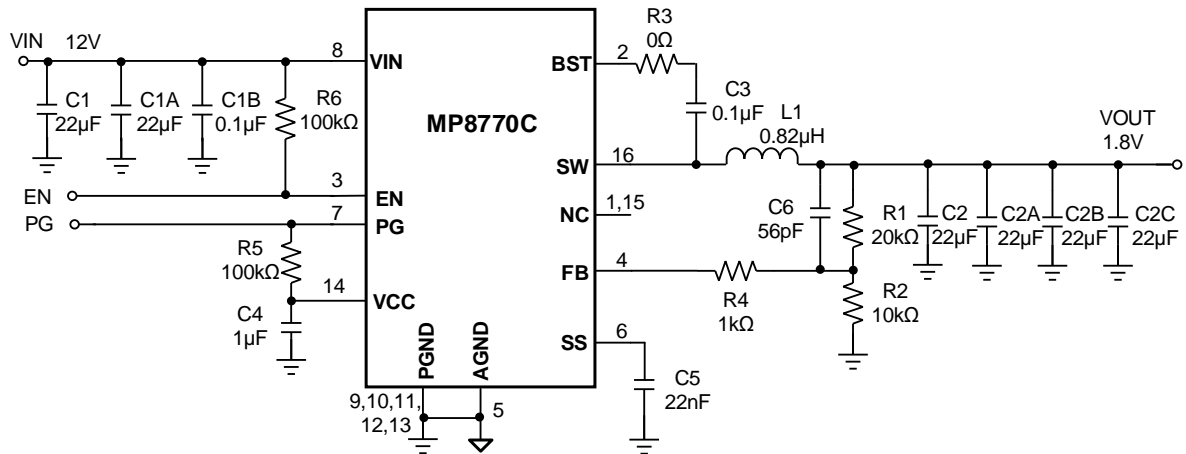 VIN
12V
8
VIN
C1
22µF
C1A
22µF
C1B
0.1µF
R6
100kΩ
EN
3
EN
PG
7
PG
R5
100kΩ
14
VCC
C4
1µF
MP8770C
PGND
AGND
9,10,11,
12,13
5
BST
2
R3
0Ω
C3
0.1µF
L1
0.82µH
SW
16
NC
1,15
FB
4
R4
1kΩ
C6
56pF
R1
20kΩ
R2
10kΩ
SS
6
C5
22nF
C2
22µF
C2A
22µF
C2B
22µF
C2C
22µF
VOUT
1.8V